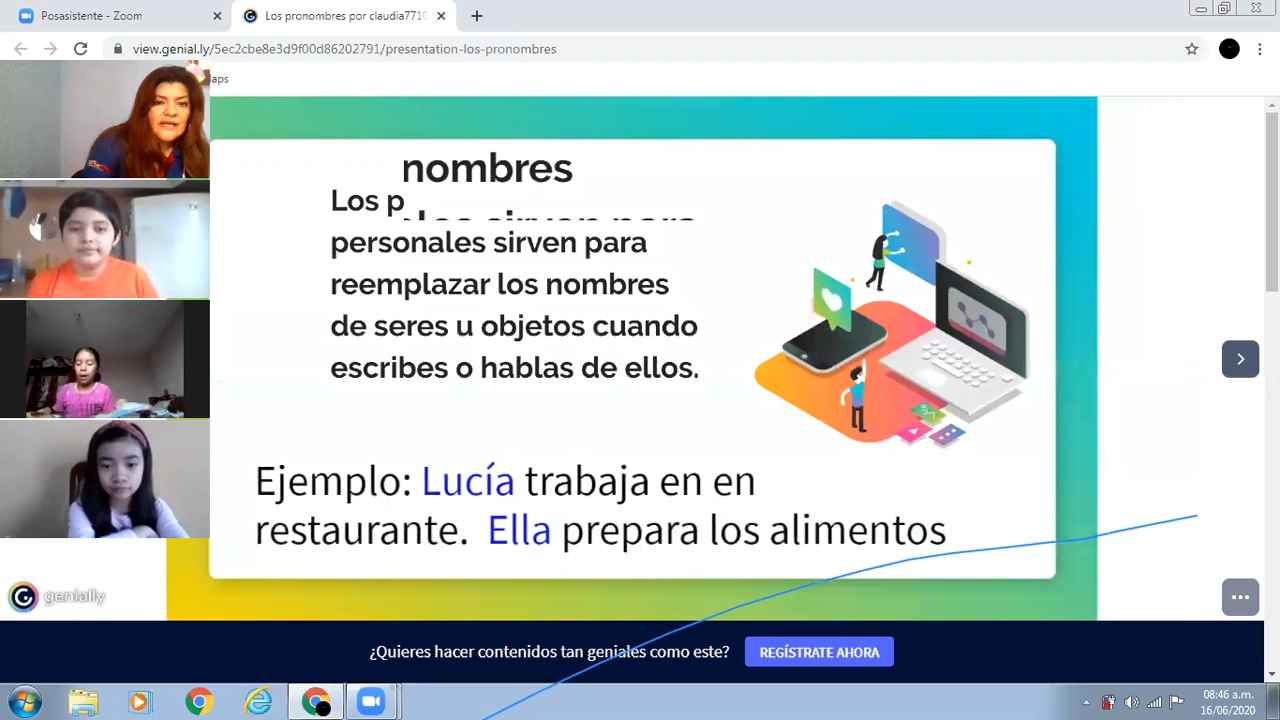 Posasistente - Zoom
Los pronombres por claudia7710
view.genial.ly/5ec2cbe8e3d9f00d86202791/presentation-los-pronombres
aps
nombres
Los p
personales sirven para
reemplazar los nombres
de seres u objetos cuando
escribes o hablas de ellos.
Ejemplo: Lucía trabaja en en
restaurante. Ella prepara los alimentos
genially
¿Quieres hacer contenidos tan geniales como este?
REGÍSTRATE AHORA
08:46 a.m.
16/06/2020